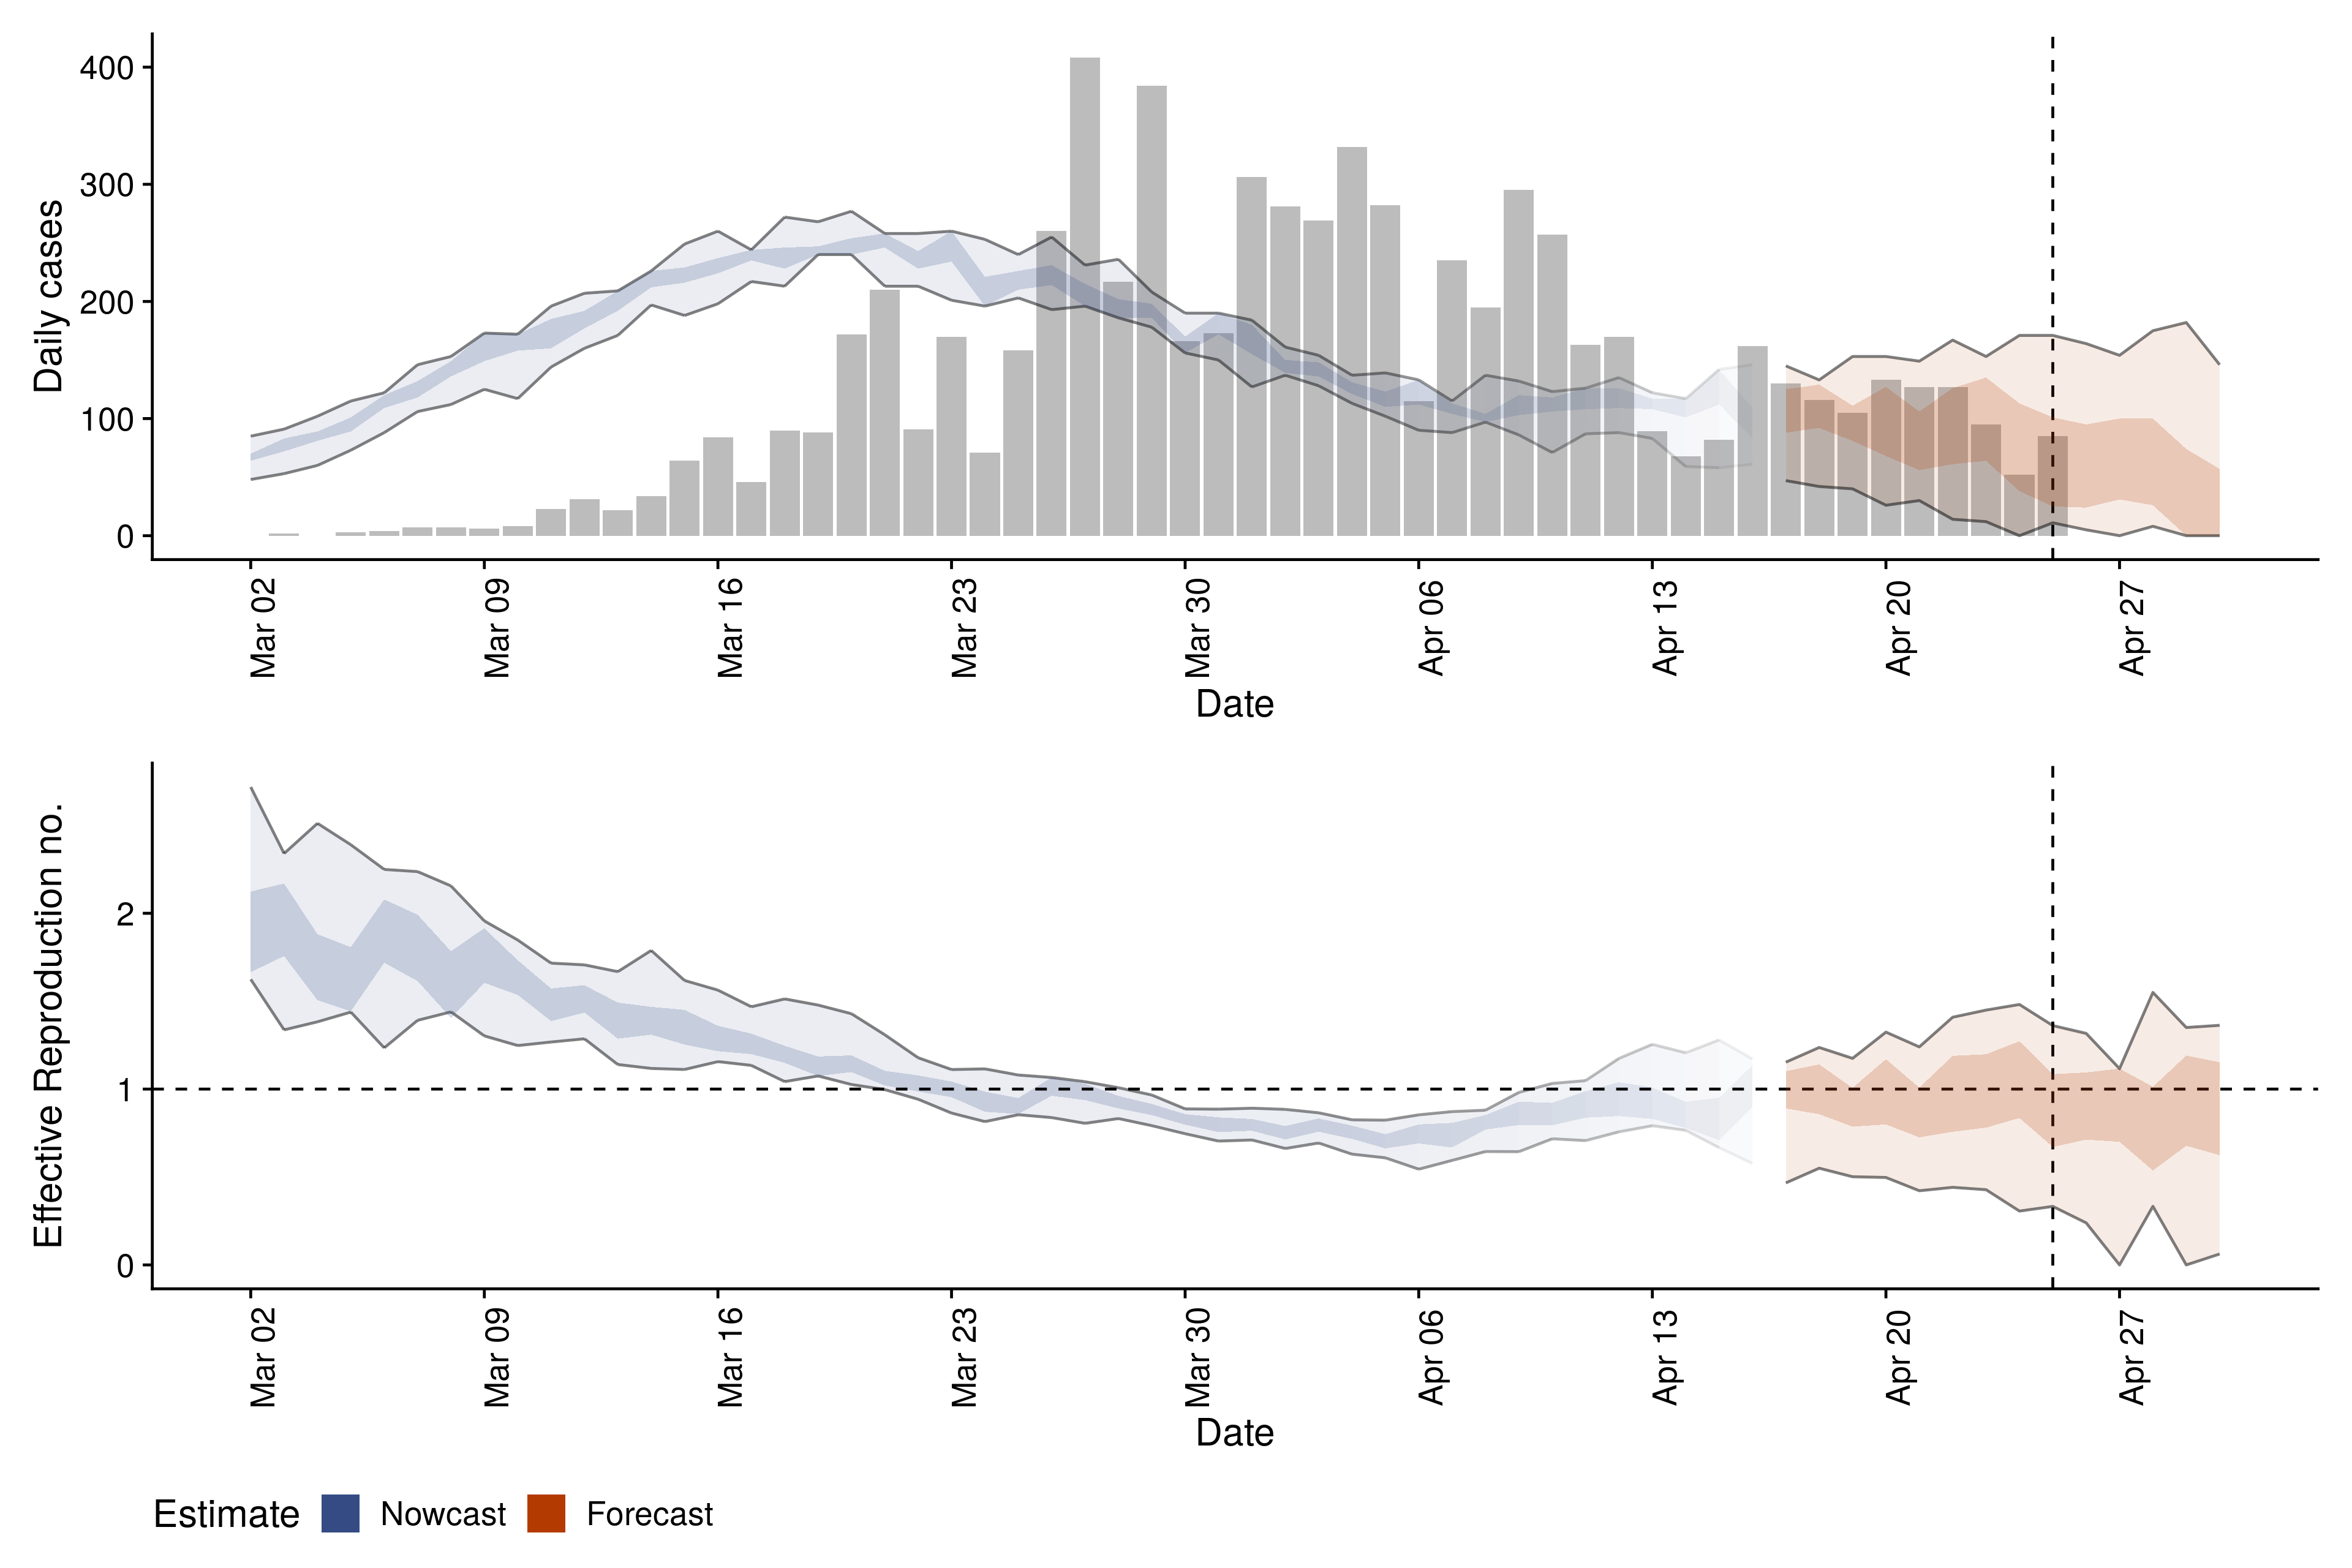 Daily cases
400
300
200
100
0
Mar 02
Mar 09
Mar 16
Mar 23
Mar 30
Apr 06
Apr 13
Apr 20
Apr 27
Date
Effective Reproduction no.
2
1
0
Mar 02
Mar 09
Mar 16
Mar 23
Mar 30
Apr 06
Apr 13
Apr 20
Apr 27
Date
Estimate Nowcast Forecast